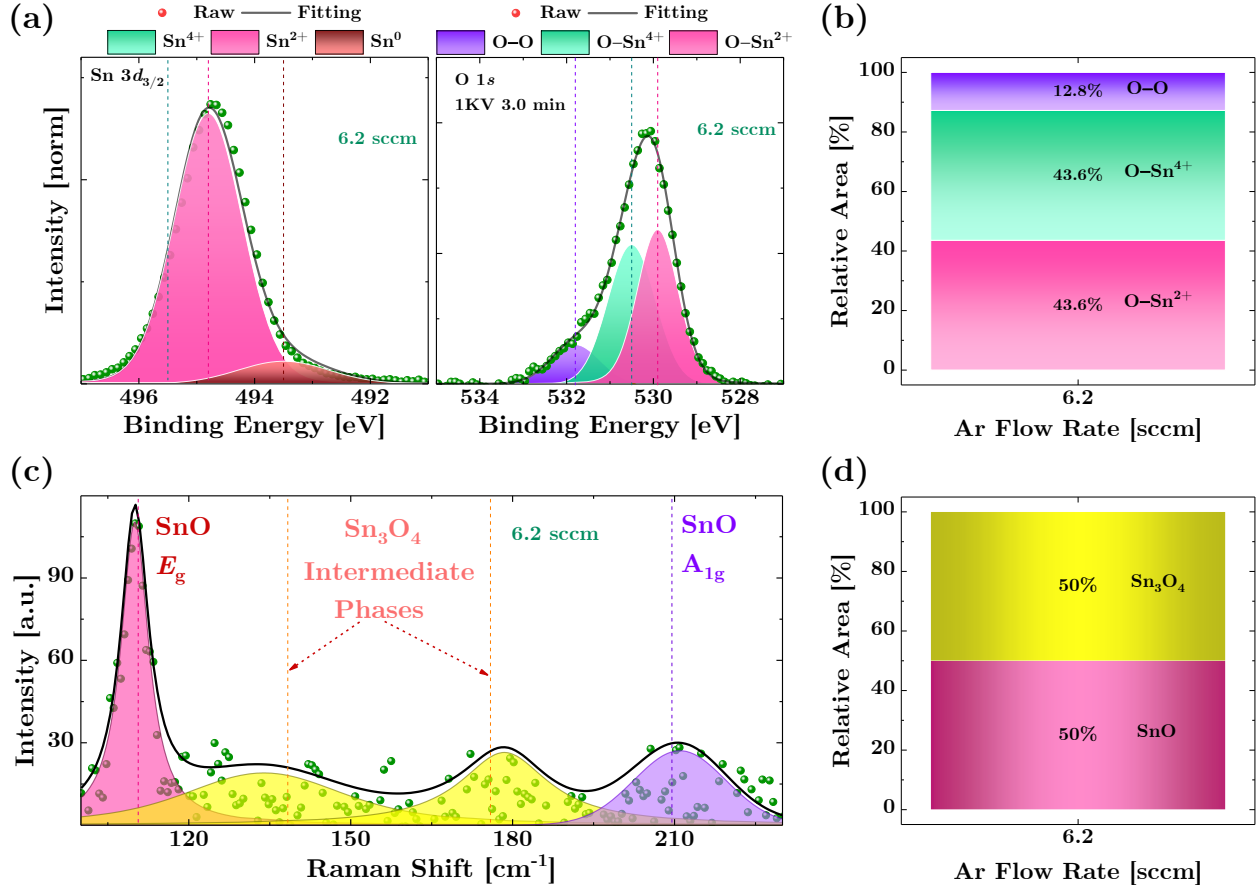 (a)
Raw Fitting
Sn⁴⁺ Sn²⁺ Sn⁰
Sn 3d₃/₂
6.2 sccm
Intensity [norm]
496 494 492
Binding Energy [eV]
Raw Fitting
O–O O–Sn⁴⁺ O–Sn²⁺
O 1s
1KV 3.0 min
6.2 sccm
534 532 530 528
Binding Energy [eV]
(b)
Relative Area [%]
100
80
60
40
20
0
12.8% O–O
43.6% O–Sn⁴⁺
43.6% O–Sn²⁺
6.2
Ar Flow Rate [sccm]
(c)
Intensity [a.u.]
90
60
30
SnO
E_g
Sn₃O₄
Intermediate
Phases
6.2 sccm
SnO
A₁g
120 150 180 210
Raman Shift [cm⁻¹]
(d)
Relative Area [%]
100
80
60
40
20
0
50% Sn₃O₄
50% SnO
6.2
Ar Flow Rate [sccm]